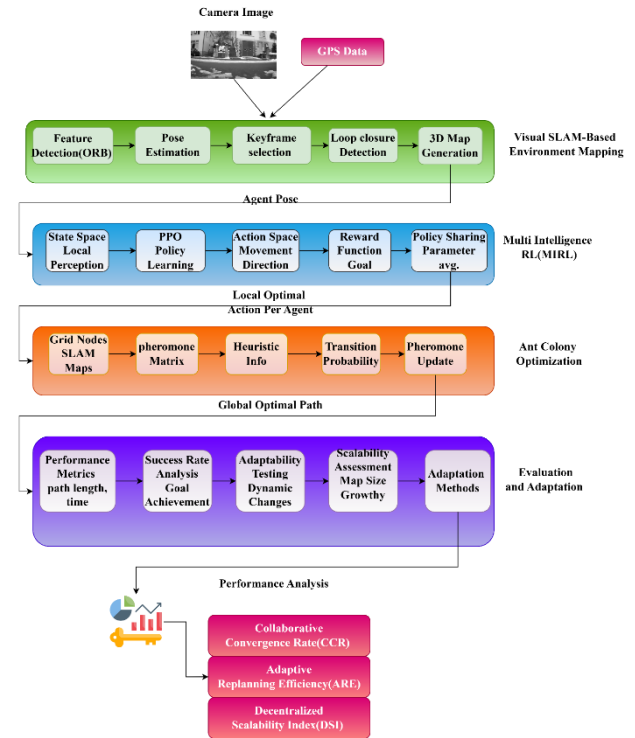 Camera Image
GPS Data
Feature
Detection(ORB)
Pose
Estimation
Keyframe
selection
Loop closure
Detection
3D Map
Generation
Visual SLAM-Based
Environment Mapping
Agent Pose
State Space
Local
Perception
PPO
Policy
Learning
Action Space
Movement
Direction
Reward
Function
Goal
Policy Sharing
Parameter
avg.
Multi Intelligence
RL(MIRL)
Local Optimal
Action Per Agent
Grid Nodes
SLAM
Maps
pheromone
Matrix
Heuristic
Info
Transition
Probability
Pheromone
Update
Ant Colony
Optimization
Global Optimal Path
Performance
Metrics
path length,
time
Success Rate
Analysis
Goal
Achievement
Adaptability
Testing
Dynamic
Changes
Scalability
Assessment
Map Size
Growthy
Adaptation
Methods
Evaluation
and Adaptation
Performance Analysis
Collaborative
Convergence Rate(CCR)
Adaptive
Replanning Efficiency(ARE)
Decentralized
Scalability Index(DSI)